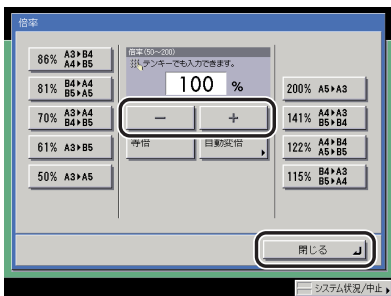 倍率
倍率(50～200)
テンキーでも入力できます。
100 %
－ ＋
等倍 自動変倍
86% A3▶B4 A4▶B5
81% B4▶A4 B5▶A5
70% A3▶A4 B4▶B5
61% A3▶B5
50% A3▶A5
200% A5▶A3
141% A4▶A3 B5▶B4
122% A4▶B4 A5▶B5
115% B4▶A3 B5▶A4
閉じる
システム状況/中止